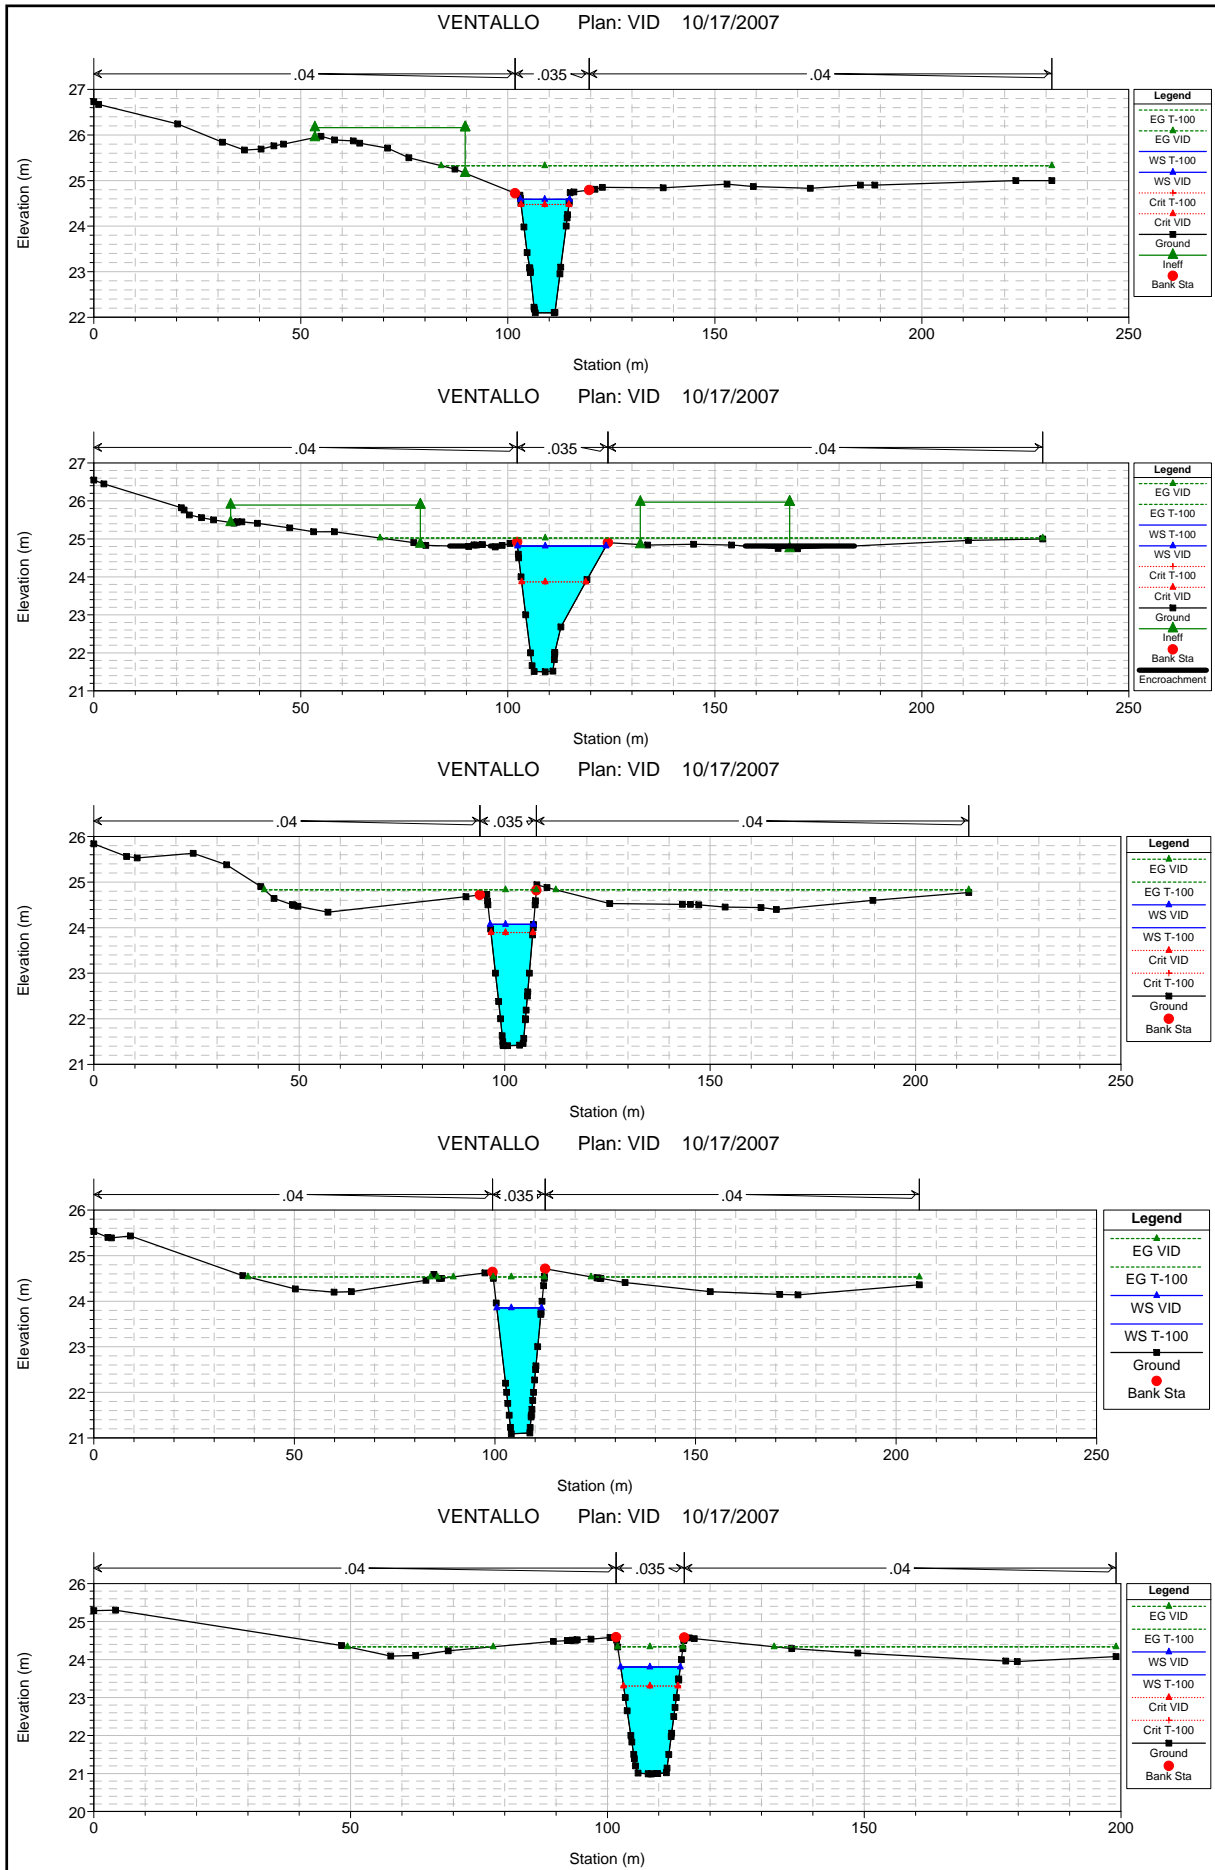 VENTALLO Plan: VID 10/17/2007
.04 .035 .04
27
26
25
24
23
22
Elevation (m)
0 50 100 150 200 250
Station (m)
Legend
EG T-100
EG VID
WS T-100
WS VID
Crit T-100
Crit VID
Ground
Ineff
Bank Sta
VENTALLO Plan: VID 10/17/2007
.04 .035 .04
27
26
25
24
23
22
21
Elevation (m)
0 50 100 150 200 250
Station (m)
Legend
EG VID
EG T-100
WS T-100
WS VID
Crit T-100
Crit VID
Ground
Ineff
Bank Sta
Encroachment
VENTALLO Plan: VID 10/17/2007
.04 .035 .04
26
25
24
23
22
21
Elevation (m)
0 50 100 150 200 250
Station (m)
Legend
EG VID
EG T-100
WS VID
WS T-100
Crit VID
Crit T-100
Ground
Bank Sta
VENTALLO Plan: VID 10/17/2007
.04 .035 .04
26
25
24
23
22
21
Elevation (m)
0 50 100 150 200 250
Station (m)
Legend
EG VID
EG T-100
WS VID
WS T-100
Ground
Bank Sta
VENTALLO Plan: VID 10/17/2007
.04 .035 .04
26
25
24
23
22
21
20
Elevation (m)
0 50 100 150 200
Station (m)
Legend
EG VID
EG T-100
WS VID
WS T-100
Crit VID
Crit T-100
Ground
Bank Sta